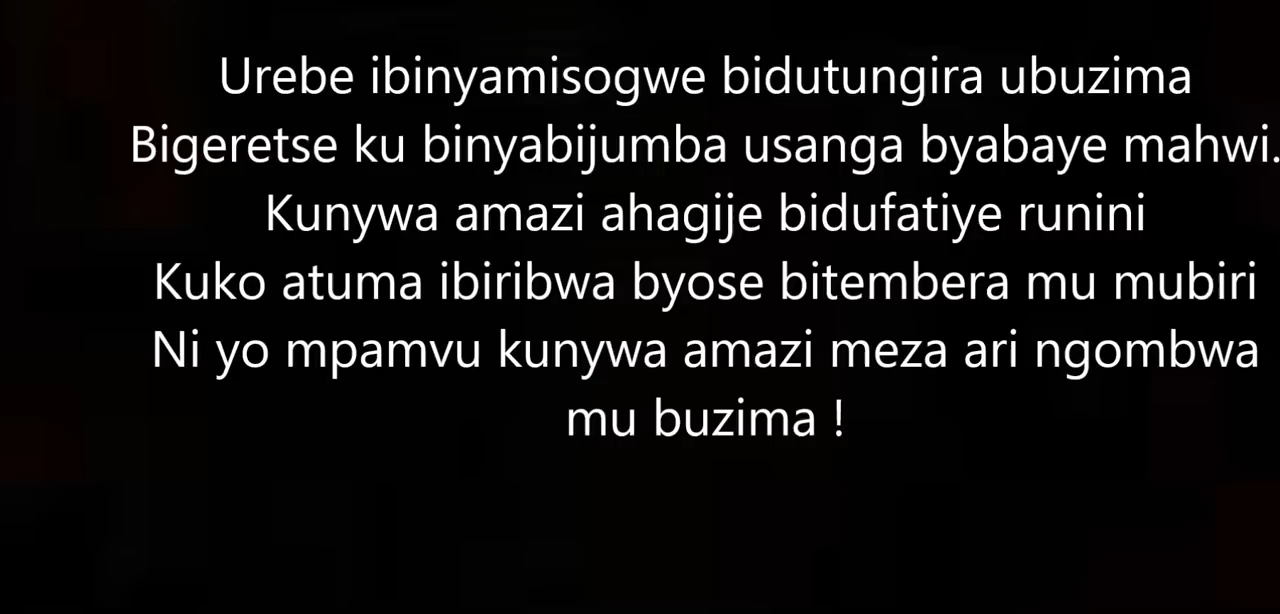 Urebe ibinyamisogwe bidutungira ubuzima
Bigeretse ku binyabijumba usanga byabaye mahwi.
Kunywa amazi ahagije bidufatiye runini
Kuko atuma ibiribwa byose bitembera mu mubiri
Ni yo mpamvu kunywa amazi meza ari ngombwa
mu buzima !